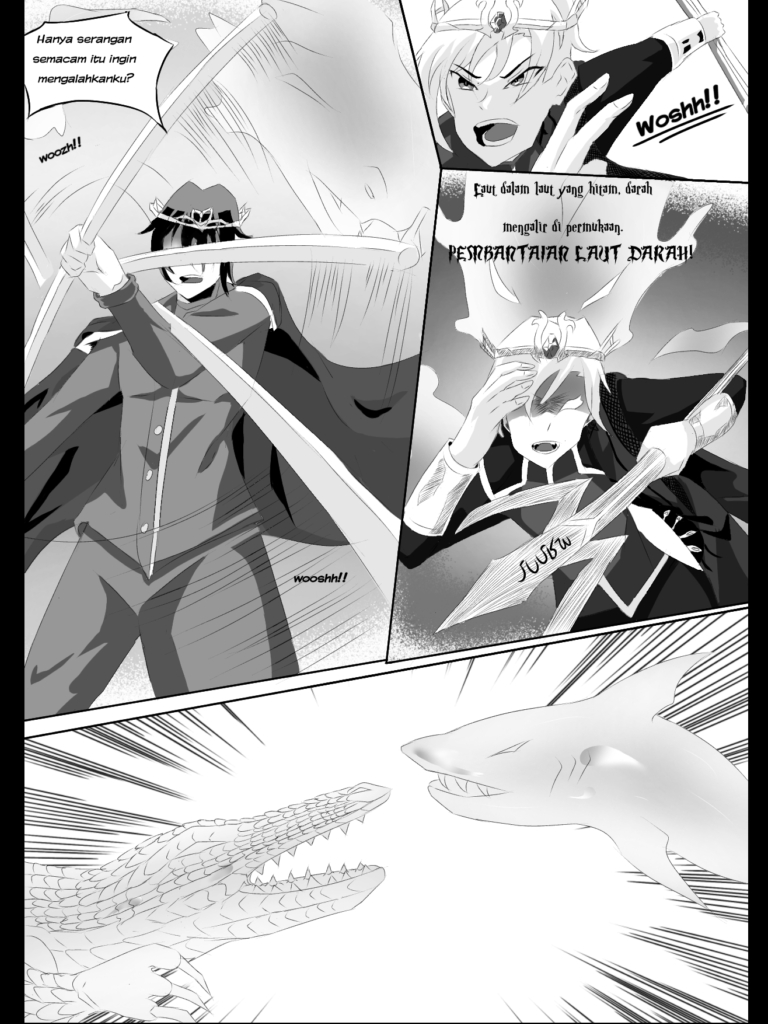 Hanya serangan
semacam itu ingin
mengalahkanku?
woozh!!
wooshh!!
Woshh!!
Laut dalam laut yang hitam, darah
mengalir di permukaan.
PEMBANTAIAN LAUT DARAH!